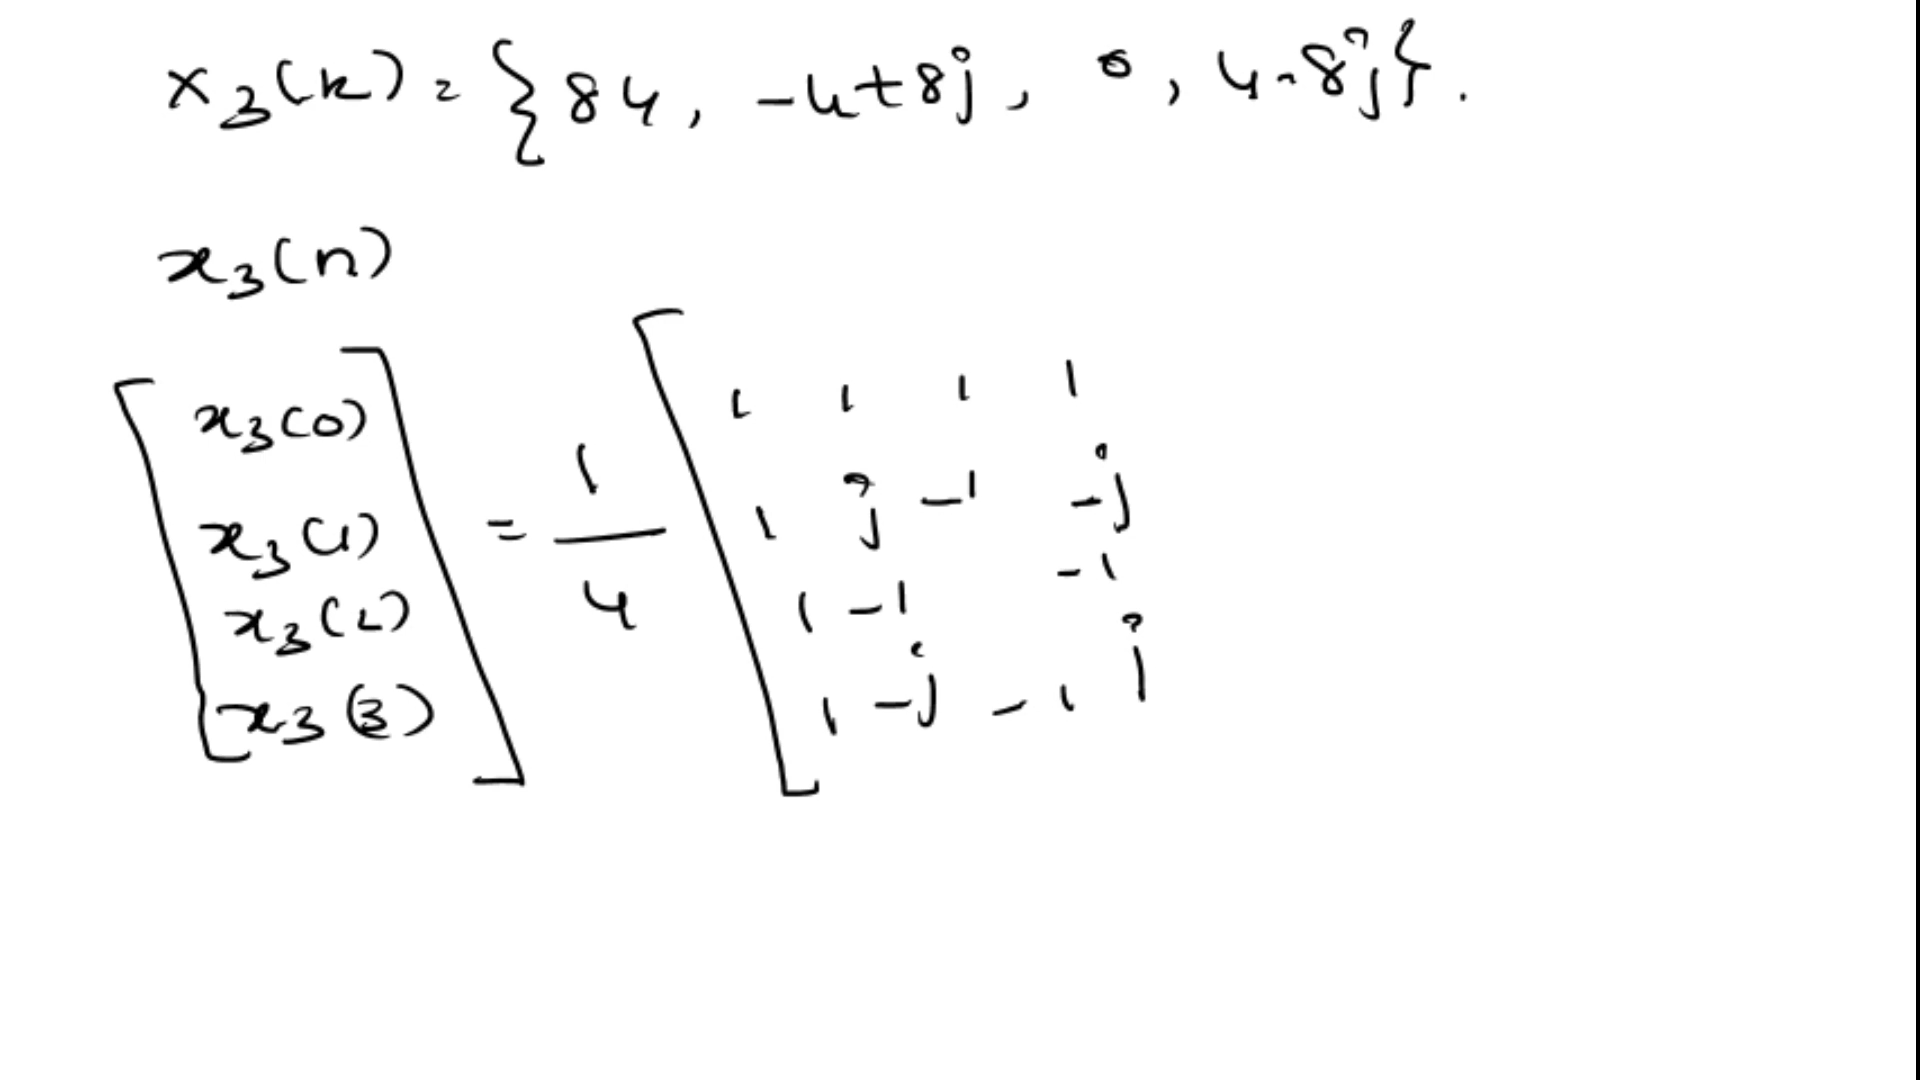 x₃(k) = {84, -4+8j, 0, 4-8j}.
x₃(n)
[x₃(0) x₃(1) x₃(2) x₃(3)] = 1/4 [
1 1 1 1
1 j -1 -j
1 -1 -1
1 -j -1 j